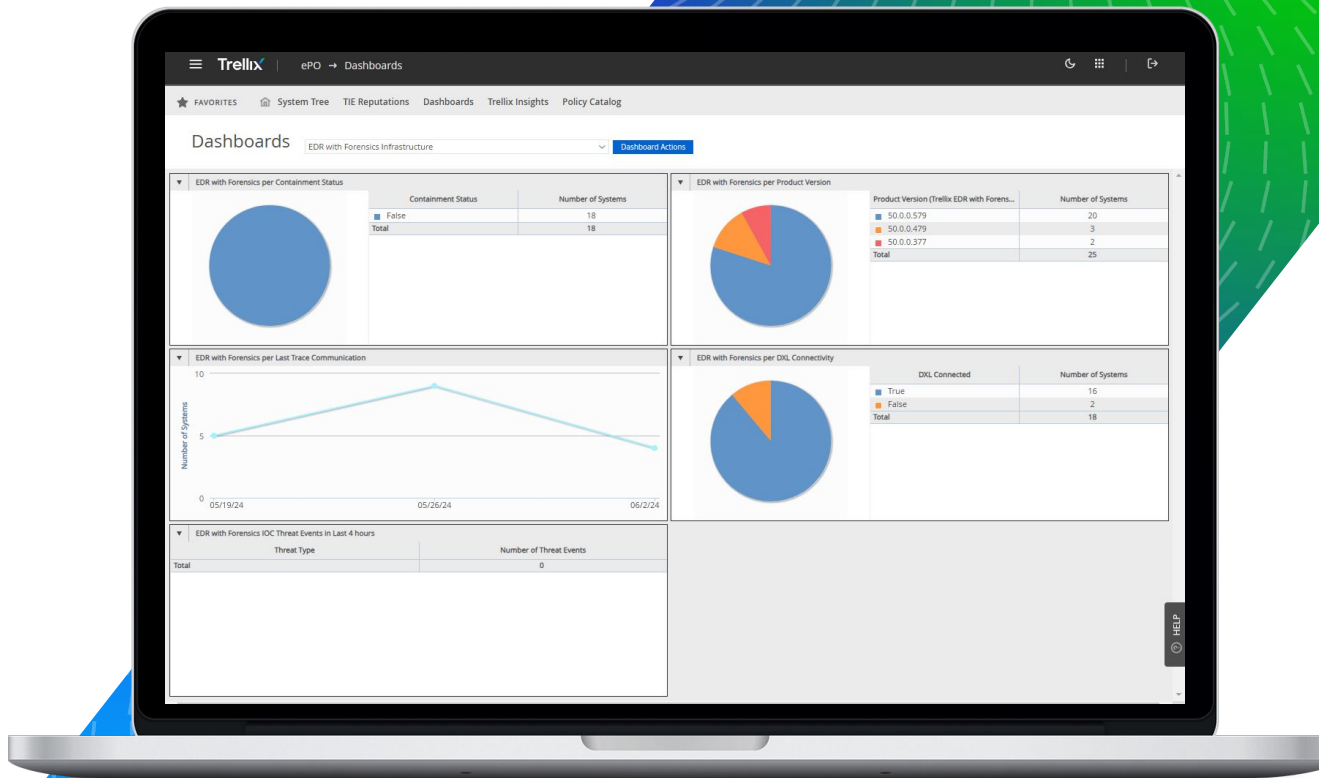 Trellix | ePO → Dashboards
FAVORITES System Tree TIE Reputations Dashboards Trellix Insights Policy Catalog
Dashboards EDR with Forensics Infrastructure Dashboard Actions
EDR with Forensics per Containment Status
Containment Status Number of Systems
False 18
Total 18
EDR with Forensics per Product Version
Product Version (Trellix EDR with Forens... Number of Systems
50.0.0.579 20
50.0.0.479 3
50.0.0.377 2
Total 25
EDR with Forensics per Last Trace Communication
Number of Systems
10
5
0
05/19/24 05/26/24 06/2/24
EDR with Forensics per DXL Connectivity
DXL Connected Number of Systems
True 16
False 2
Total 18
EDR with Forensics IOC Threat Events in Last 4 hours
Threat Type Number of Threat Events
Total 0
? HELP